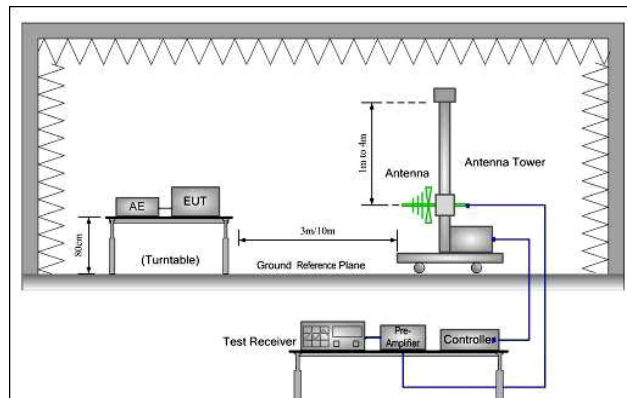 1m to 4m
Antenna
Antenna Tower
AE
EUT
80cm
(Turntable)
3m/10m
Ground Reference Plane
Test Receiver
Pre-
Amplifier
Controller